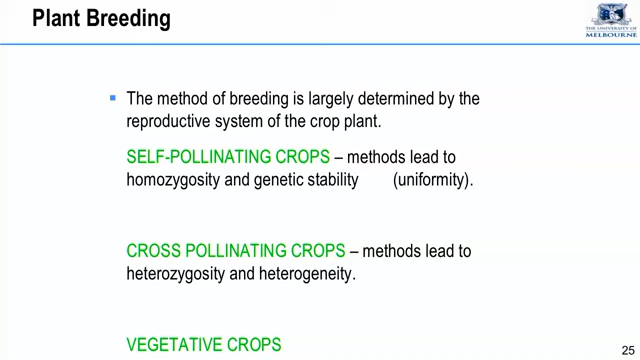 Plant Breeding
THE UNIVERSITY OF
MELBOURNE
▪ The method of breeding is largely determined by the
reproductive system of the crop plant.
SELF-POLLINATING CROPS – methods lead to
homozygosity and genetic stability (uniformity).
CROSS POLLINATING CROPS – methods lead to
heterozygosity and heterogeneity.
VEGETATIVE CROPS
25